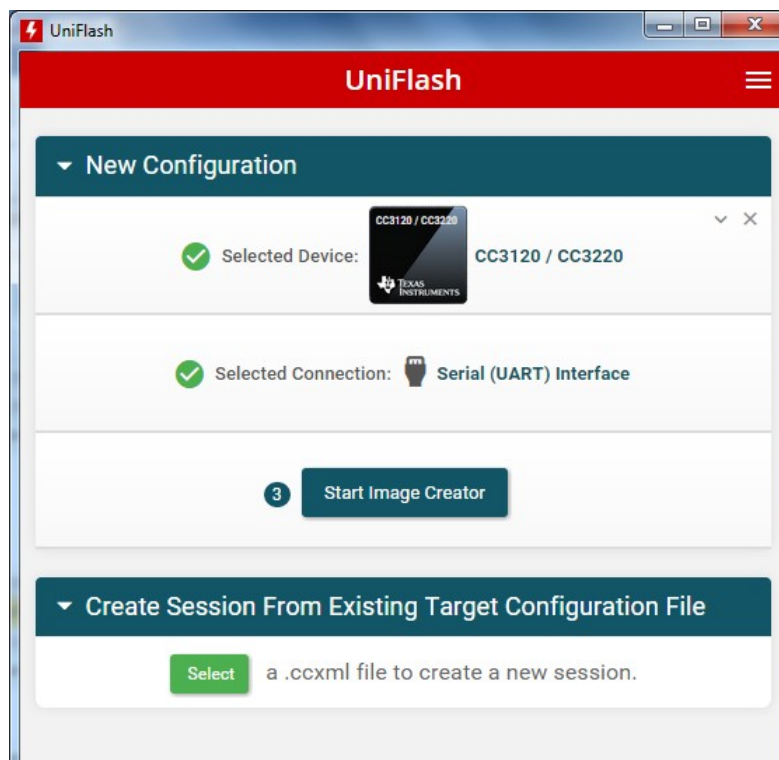 UniFlash
UniFlash
New Configuration
CC3120 / CC3220
TEXAS
INSTRUMENTS
Selected Device:
CC3120 / CC3220
Selected Connection: Serial (UART) Interface
3 Start Image Creator
Create Session From Existing Target Configuration File
Select a .ccxml file to create a new session.